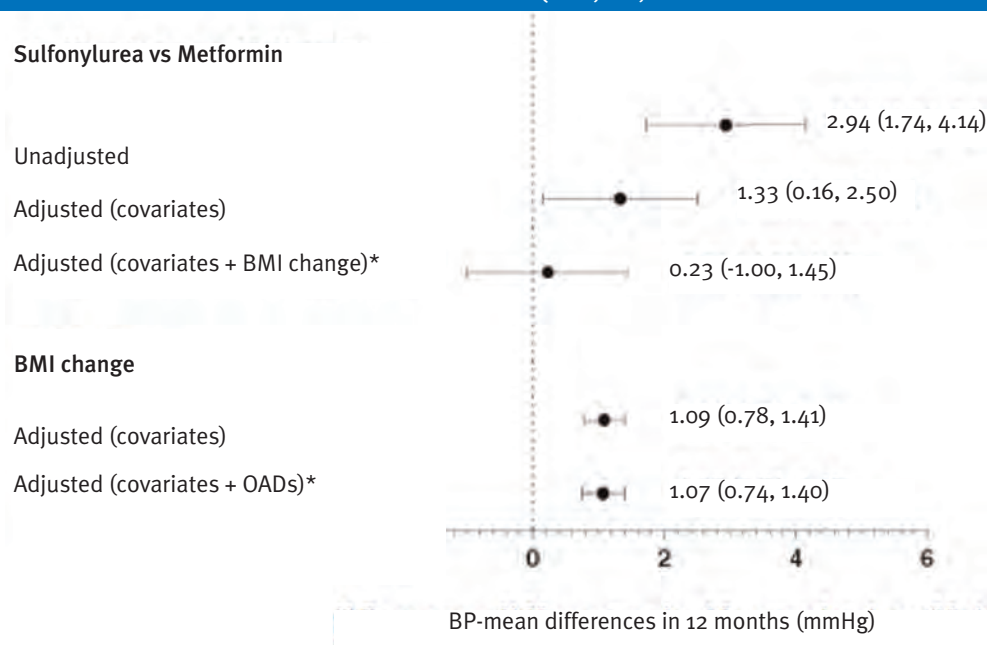 Sulfonylurea vs Metformin
2.94 (1.74, 4.14)
Unadjusted
1.33 (0.16, 2.50)
Adjusted (covariates)
Adjusted (covariates + BMI change)*
0.23 (-1.00, 1.45)
BMI change
1.09 (0.78, 1.41)
Adjusted (covariates)
Adjusted (covariates + OADs)*
1.07 (0.74, 1.40)
0 2 4 6
BP-mean differences in 12 months (mmHg)